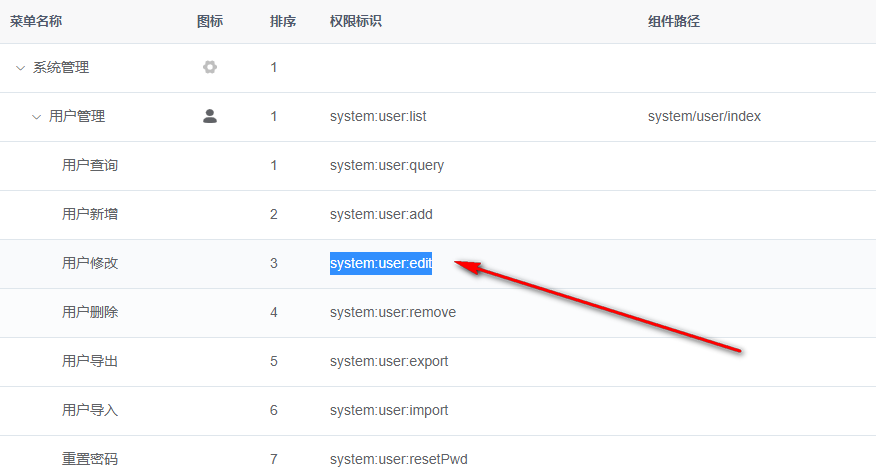 菜单名称 图标 排序 权限标识 组件路径
系统管理 1
用户管理 1 system:user:list system/user/index
用户查询 1 system:user:query
用户新增 2 system:user:add
用户修改 3 system:user:edit
用户删除 4 system:user:remove
用户导出 5 system:user:export
用户导入 6 system:user:import
重置密码 7 system:user:resetPwd